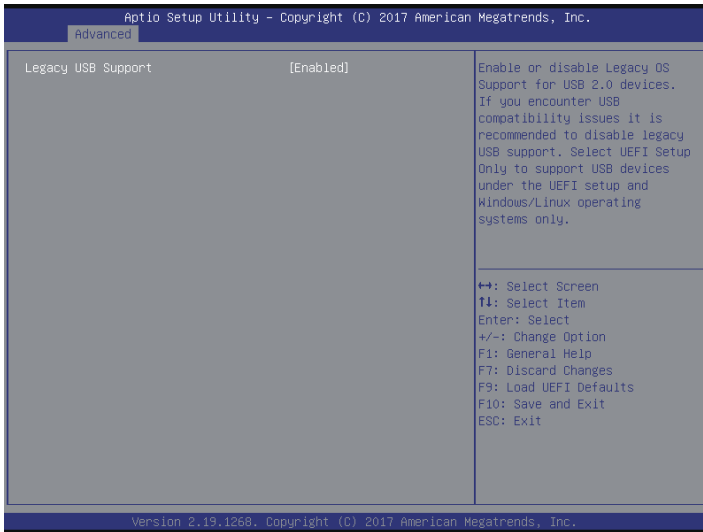 Aptio Setup Utility – Copyright (C) 2017 American Megatrends, Inc.
Advanced
Legacy USB Support [Enabled]
Enable or disable Legacy OS
Support for USB 2.0 devices.
If you encounter USB
compatibility issues it is
recommended to disable legacy
USB support. Select UEFI Setup
Only to support USB devices
under the UEFI setup and
Windows/Linux operating
systems only.
↔: Select Screen
↑↓: Select Item
Enter: Select
+/-: Change Option
F1: General Help
F7: Discard Changes
F9: Load UEFI Defaults
F10: Save and Exit
ESC: Exit
Version 2.19.1268. Copyright (C) 2017 American Megatrends, Inc.